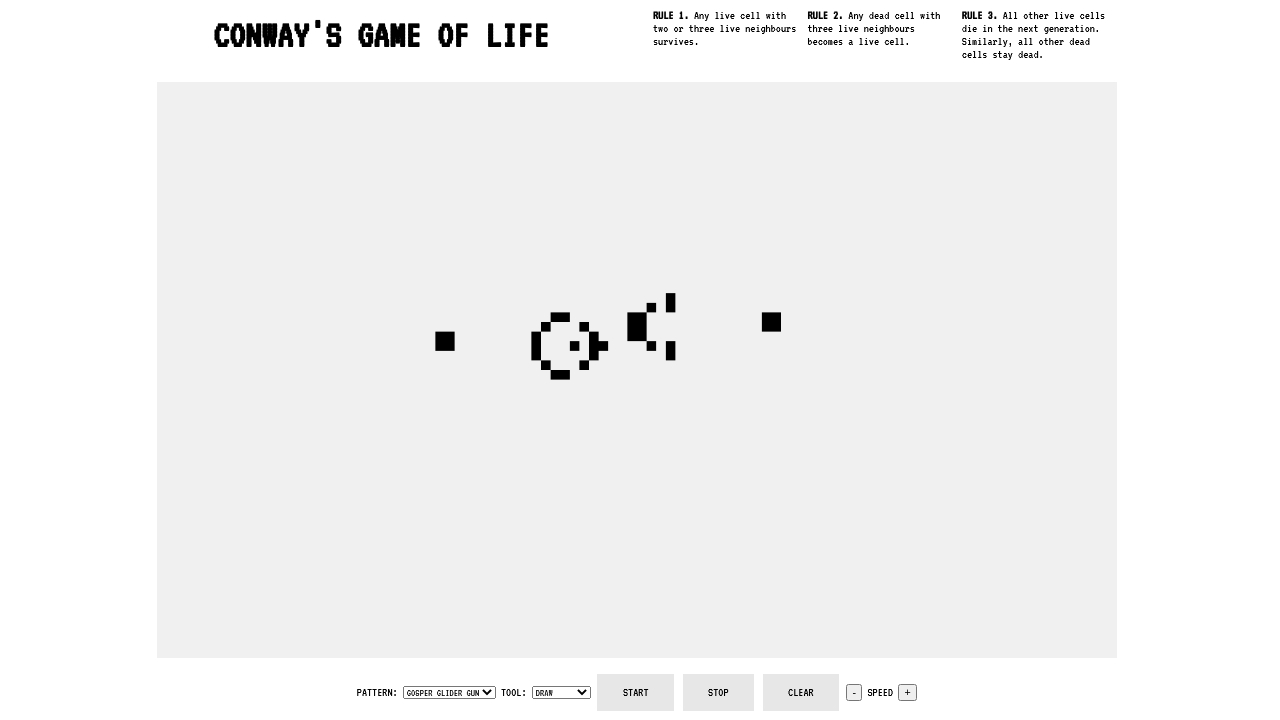 CONWAY'S GAME OF LIFE
RULE 1. Any live cell with
two or three live neighbours
survives.
RULE 2. Any dead cell with
three live neighbours
becomes a live cell.
RULE 3. All other live cells
die in the next generation.
Similarly, all other dead
cells stay dead.
PATTERN: GOSPER GLIDER GUN TOOL: DRAW START STOP CLEAR - SPEED +